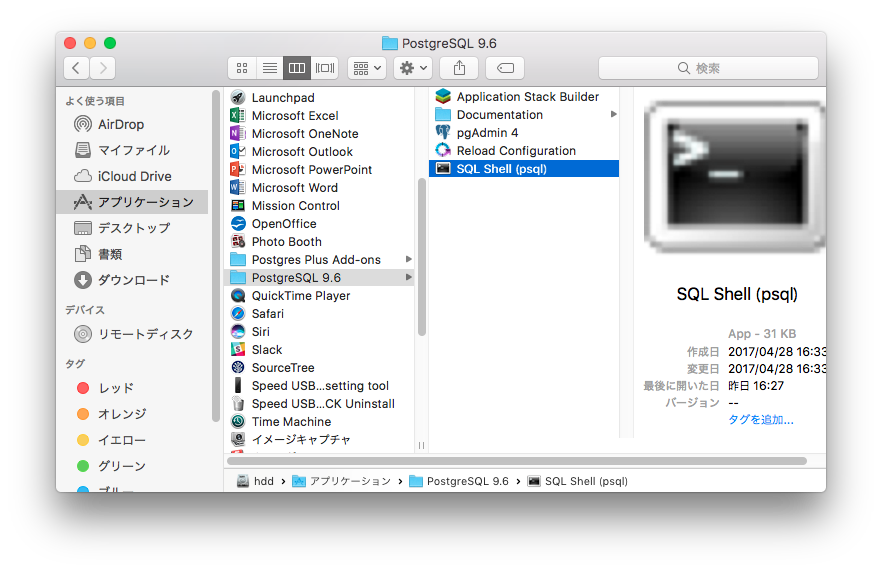 PostgreSQL 9.6
検索
よく使う項目
AirDrop
マイファイル
iCloud Drive
アプリケーション
デスクトップ
書類
ダウンロード
デバイス
リモートディスク
タグ
レッド
オレンジ
イエロー
グリーン
ブルー
Launchpad
Microsoft Excel
Microsoft OneNote
Microsoft Outlook
Microsoft PowerPoint
Microsoft Word
Mission Control
OpenOffice
Photo Booth
Postgres Plus Add-ons
PostgreSQL 9.6
QuickTime Player
Safari
Siri
Slack
SourceTree
Speed USB...setting tool
Speed USB...CK Uninstall
Time Machine
イメージキャプチャ
Application Stack Builder
Documentation
pgAdmin 4
Reload Configuration
SQL Shell (psql)
SQL Shell (psql)
App - 31 KB
作成日 2017/04/28 16:33
変更日 2017/04/28 16:33
最後に開いた日 昨日 16:27
バージョン --
タグを追加...
hdd › アプリケーション › PostgreSQL 9.6 › SQL Shell (psql)